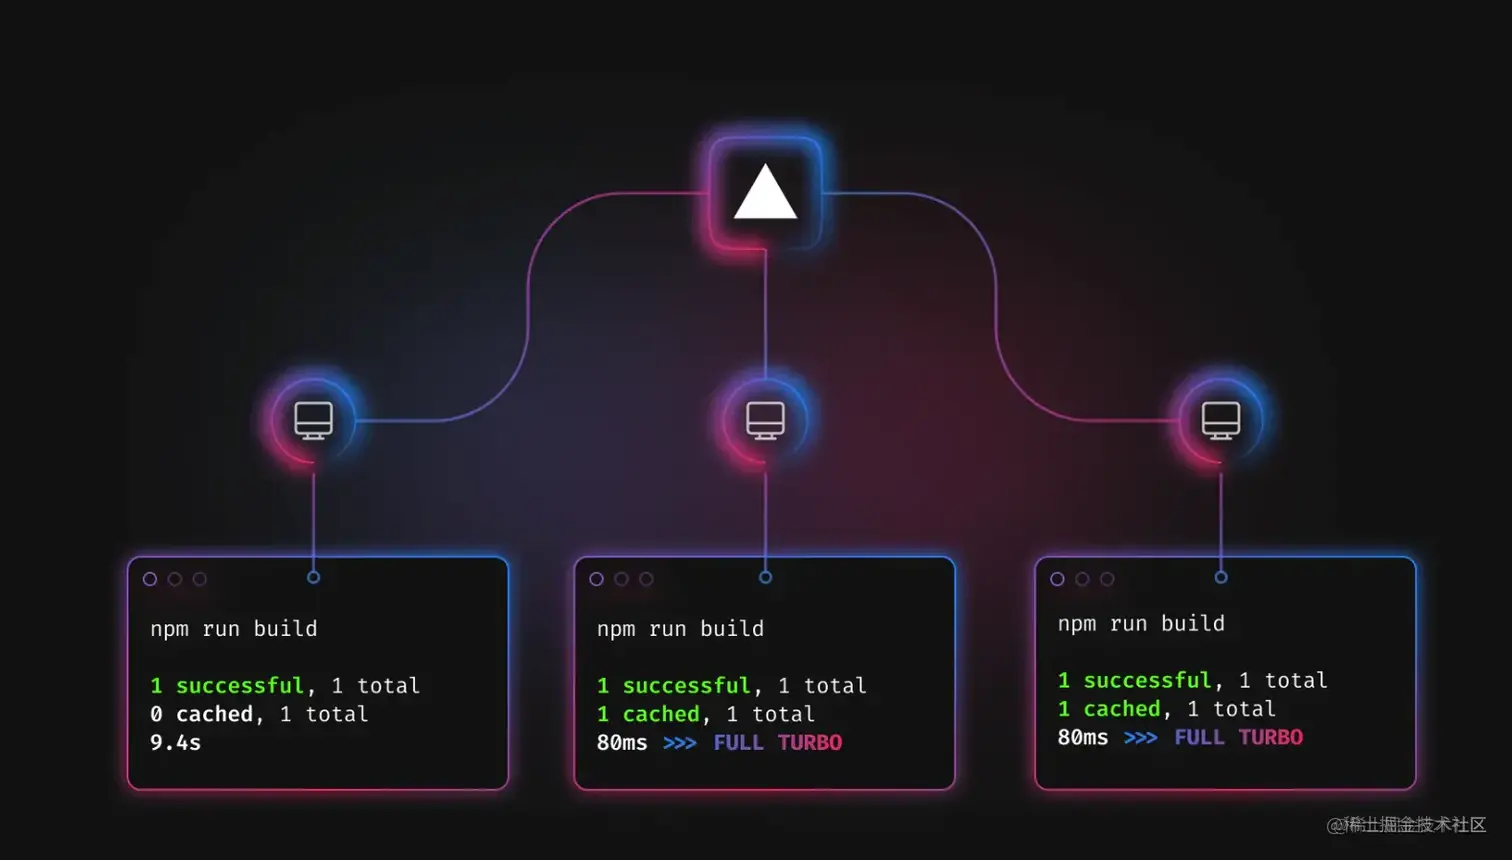 npm run build
1 successful, 1 total
0 cached, 1 total
9.4s
npm run build
1 successful, 1 total
1 cached, 1 total
80ms >>> FULL TURBO
npm run build
1 successful, 1 total
1 cached, 1 total
80ms >>> FULL TURBO
@稀土掘金技术社区